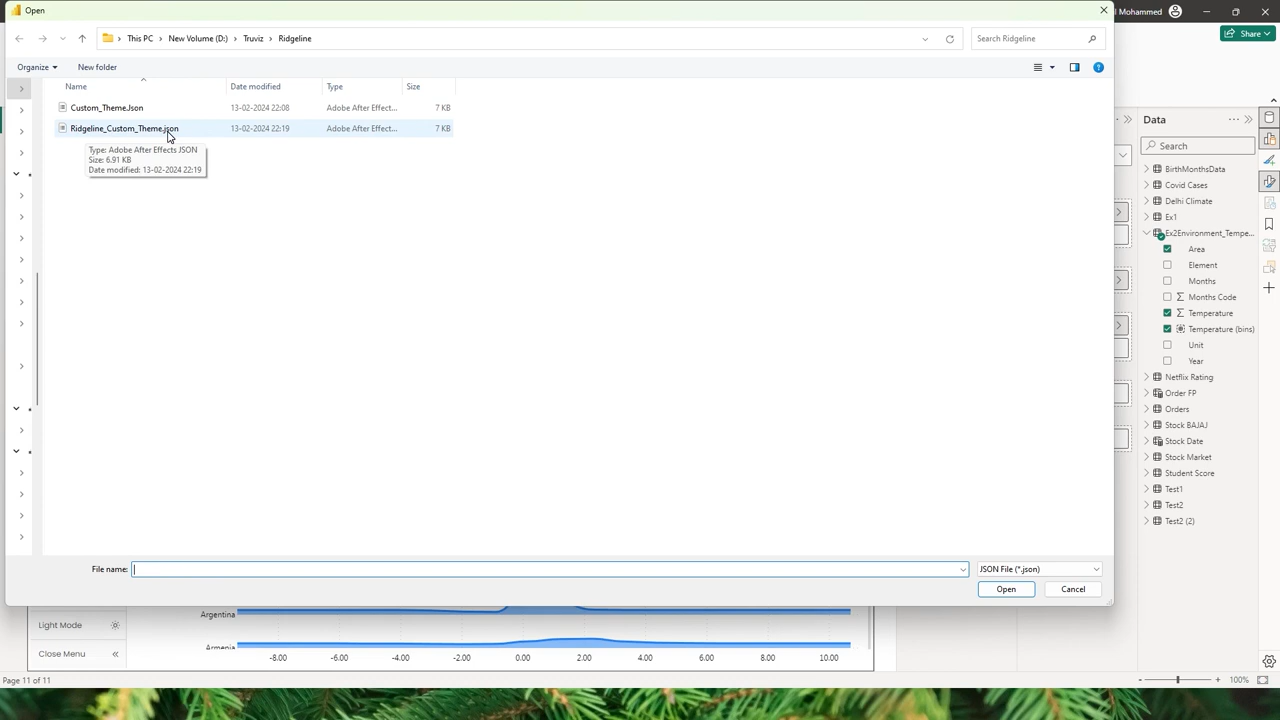 Open
l Mohammed
This PC > New Volume (D:) > Truviz > Ridgeline
Search Ridgeline
Share
Organize
New folder
Name
Date modified
Type
Size
Custom_Theme.Json
13-02-2024 22:08
Adobe After Effect...
7 KB
Ridgeline_Custom_Theme.json
13-02-2024 22:19
Adobe After Effect...
7 KB
Type: Adobe After Effects JSON
Size: 6.91 KB
Date modified: 13-02-2024 22:19
File name:
JSON File (*.json)
Open
Cancel
Data
Search
BirthMonthsData
Covid Cases
Delhi Climate
Ex1
Ex2Environment_Tempe...
Area
Element
Months
Months Code
Temperature
Temperature (bins)
Unit
Year
Netflix Rating
Order FP
Orders
Stock BAJAJ
Stock Date
Stock Market
Student Score
Test1
Test2
Test2 (2)
Light Mode
Close Menu
Argentina
Armenia
-8.00
-6.00
-4.00
-2.00
0.00
2.00
4.00
6.00
8.00
10.00
Page 11 of 11
100%